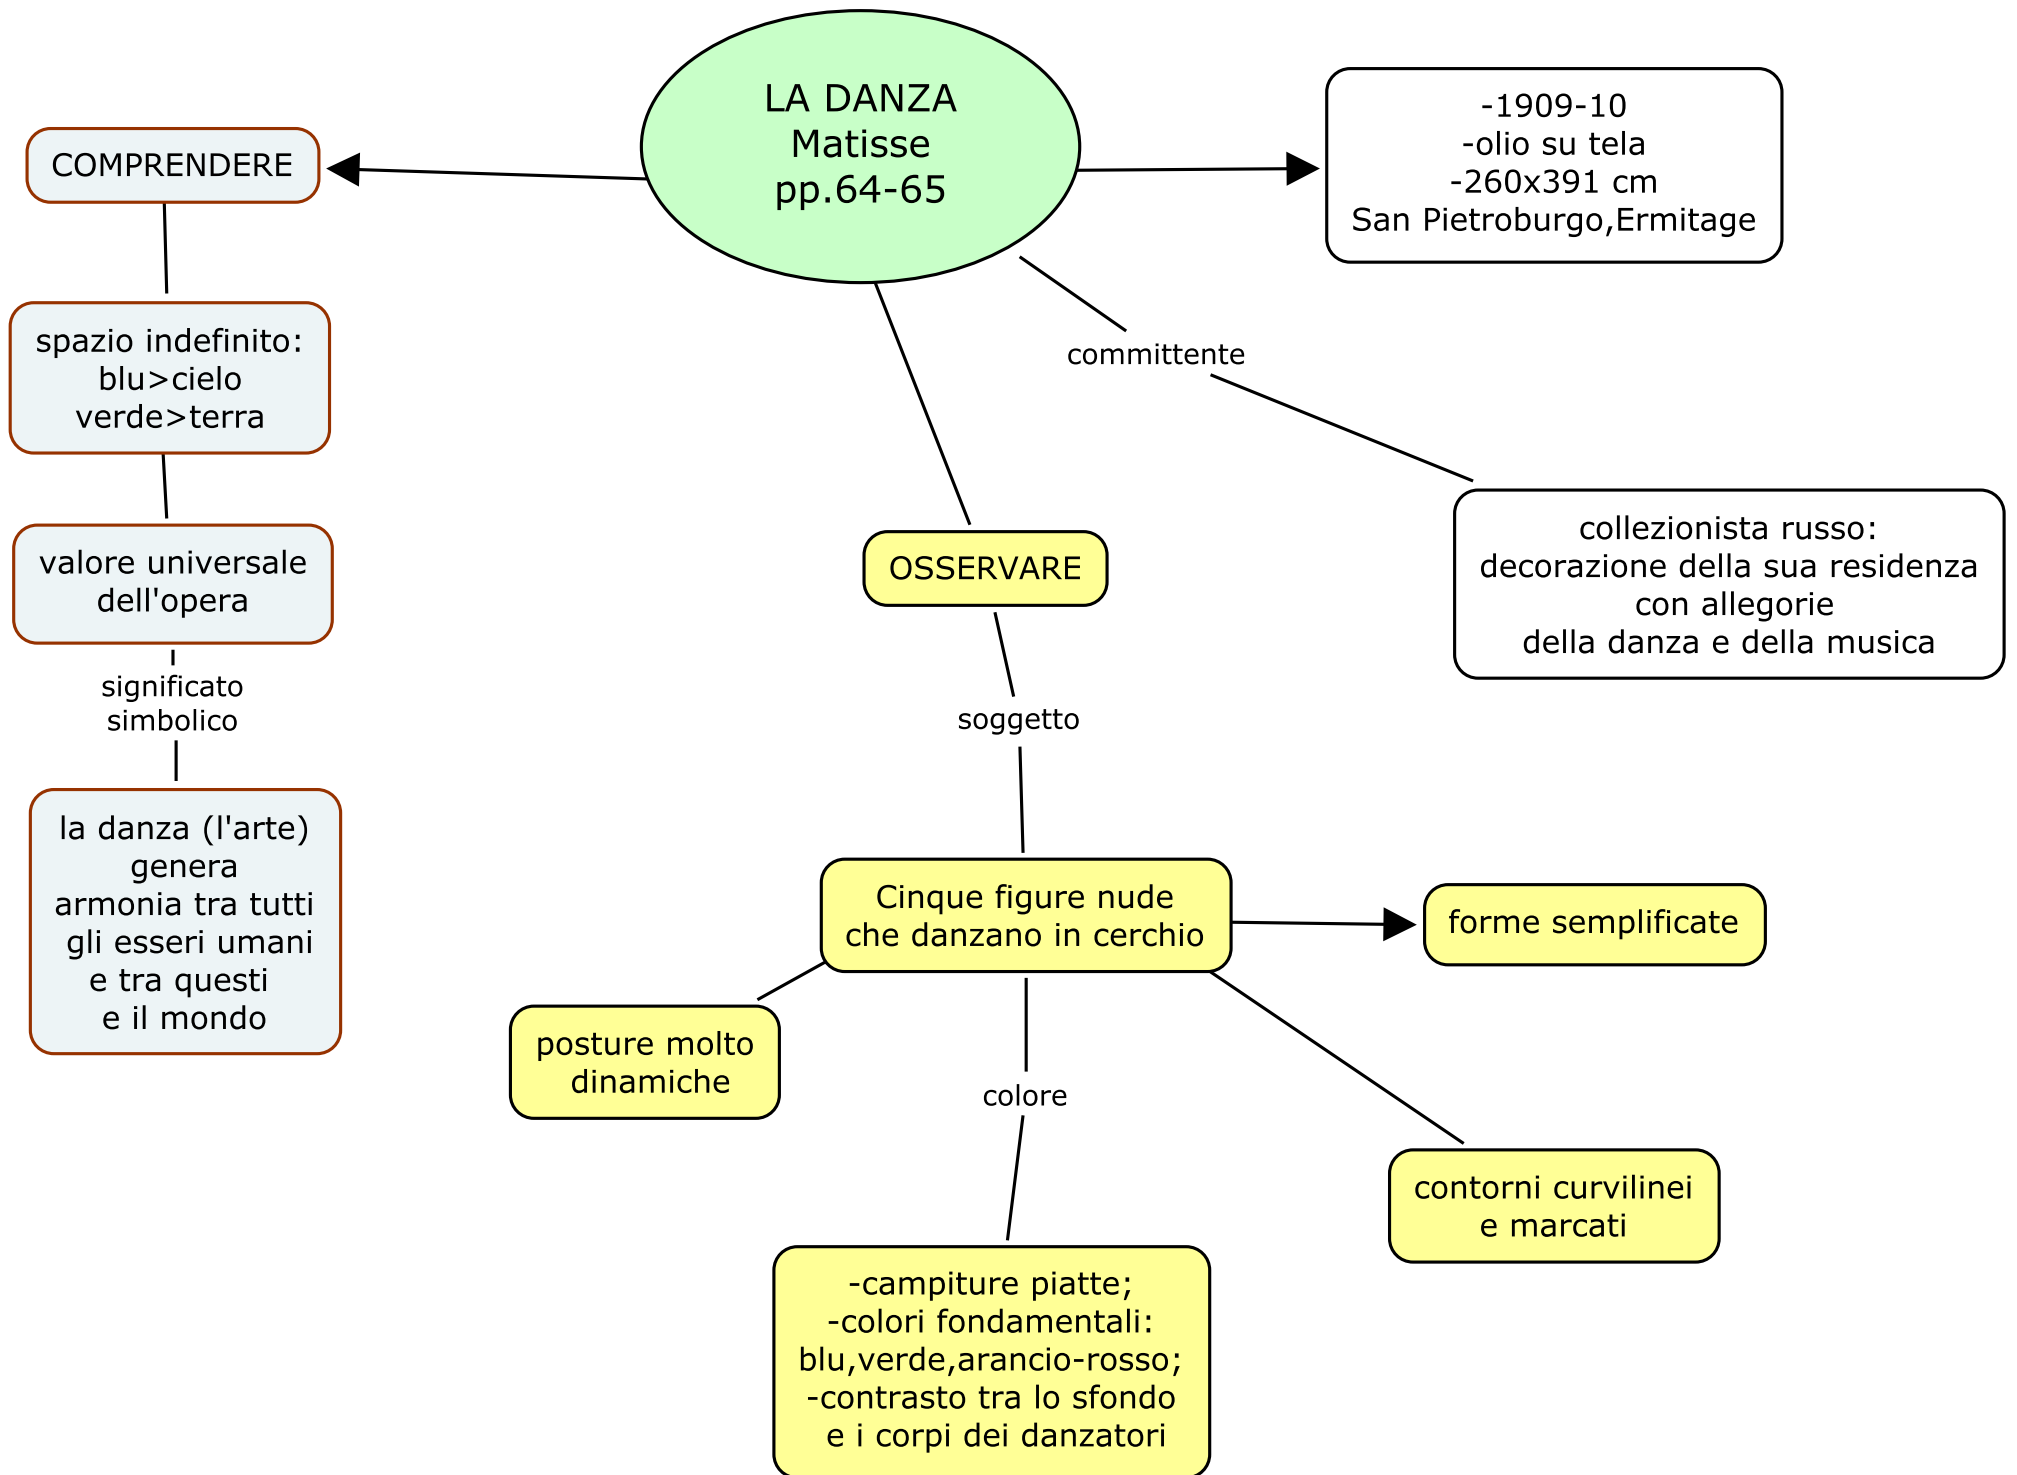 LA DANZA
Matisse
pp.64-65
-1909-10
-olio su tela
-260x391 cm
San Pietroburgo,Ermitage
COMPRENDERE
spazio indefinito:
blu>cielo
verde>terra
valore universale
dell'opera
significato
simbolico
la danza (l'arte)
genera
armonia tra tutti
gli esseri umani
e tra questi
e il mondo
committente
collezionista russo:
decorazione della sua residenza
con allegorie
della danza e della musica
OSSERVARE
soggetto
Cinque figure nude
che danzano in cerchio
forme semplificate
posture molto
dinamiche
colore
contorni curvilinei
e marcati
-campiture piatte;
-colori fondamentali:
blu,verde,arancio-rosso;
-contrasto tra lo sfondo
e i corpi dei danzatori